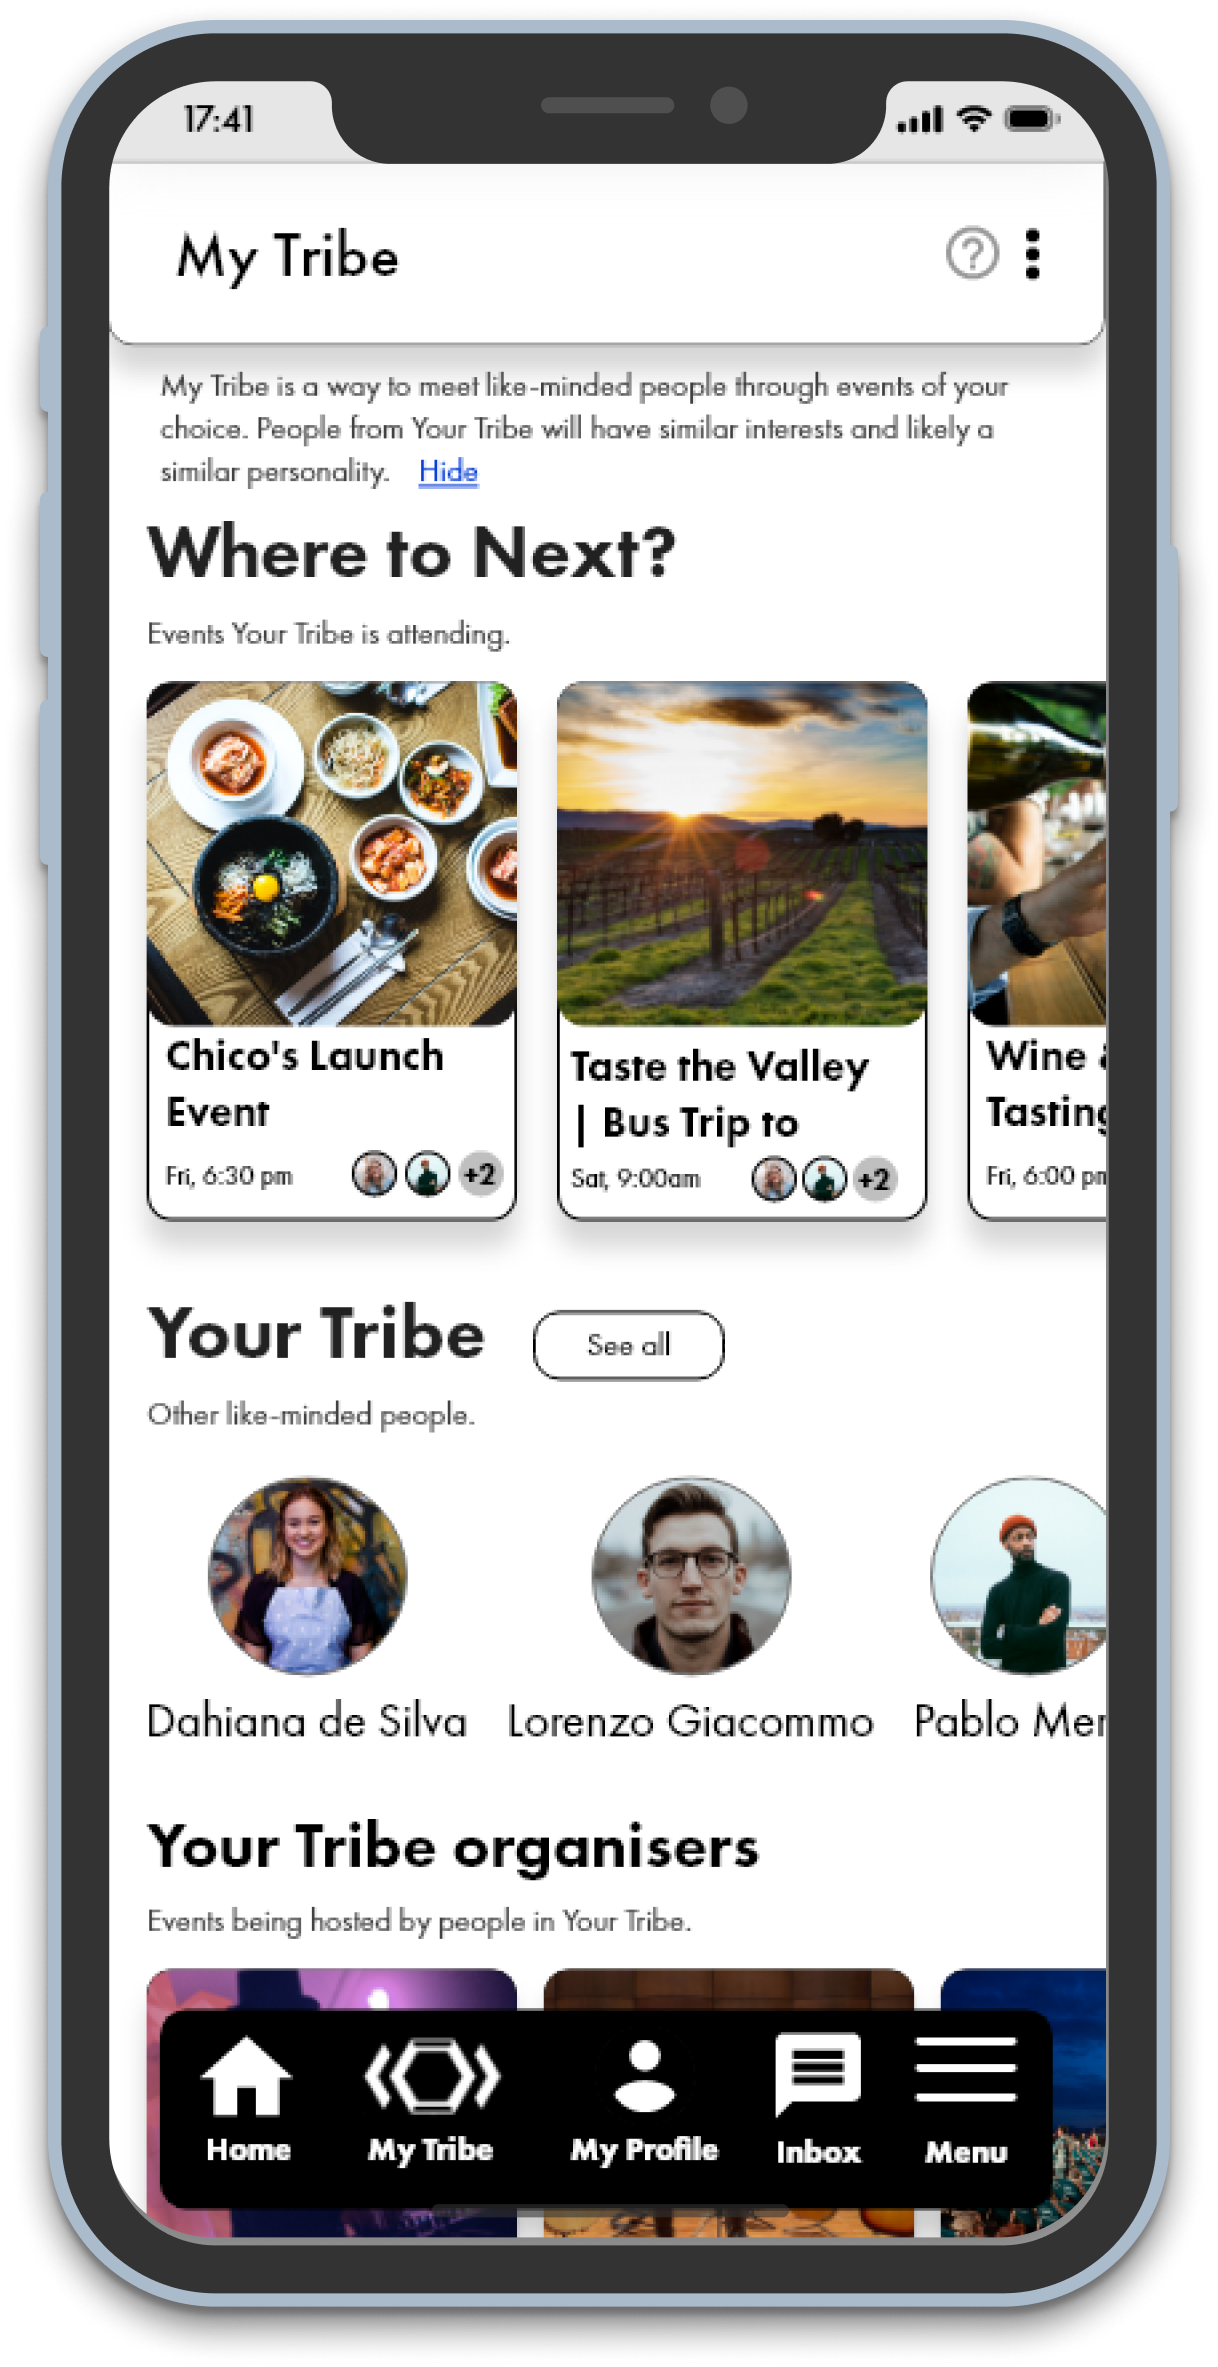 17:41
My Tribe
My Tribe is a way to meet like-minded people through events of your
choice. People from Your Tribe will have similar interests and likely a
similar personality. Hide
Where to Next?
Events Your Tribe is attending.
Chico's Launch
Event
Fri, 6:30 pm +2
Taste the Valley
| Bus Trip to
Sat, 9:00am +2
Wine
Tasting
Fri, 6:00 pm
Your Tribe See all
Other like-minded people.
Dahiana de Silva
Lorenzo Giacommo
Pablo Mer
Your Tribe organisers
Events being hosted by people in Your Tribe.
Home
My Tribe
My Profile
Inbox
Menu